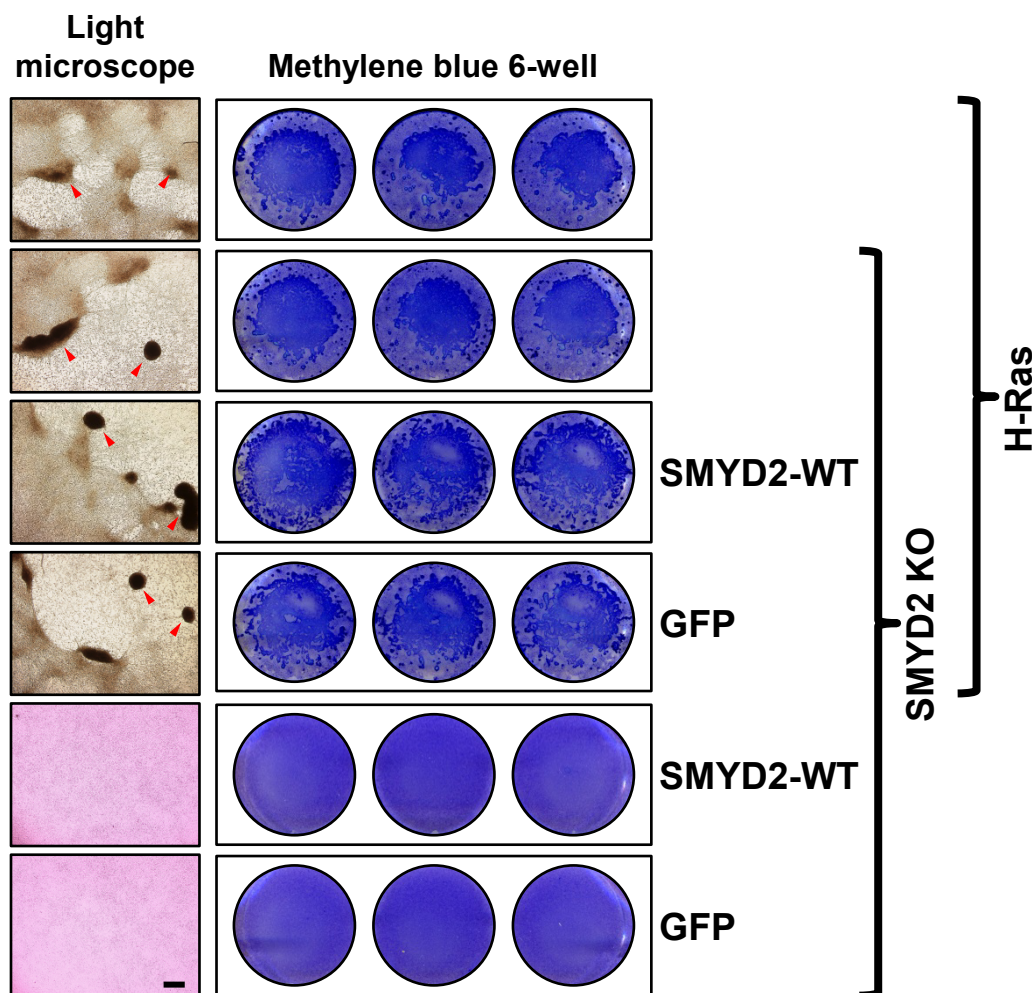 Light
microscope
Methylene blue 6-well
SMYD2-WT
GFP
SMYD2-WT
GFP
SMYD2 KO
H-Ras